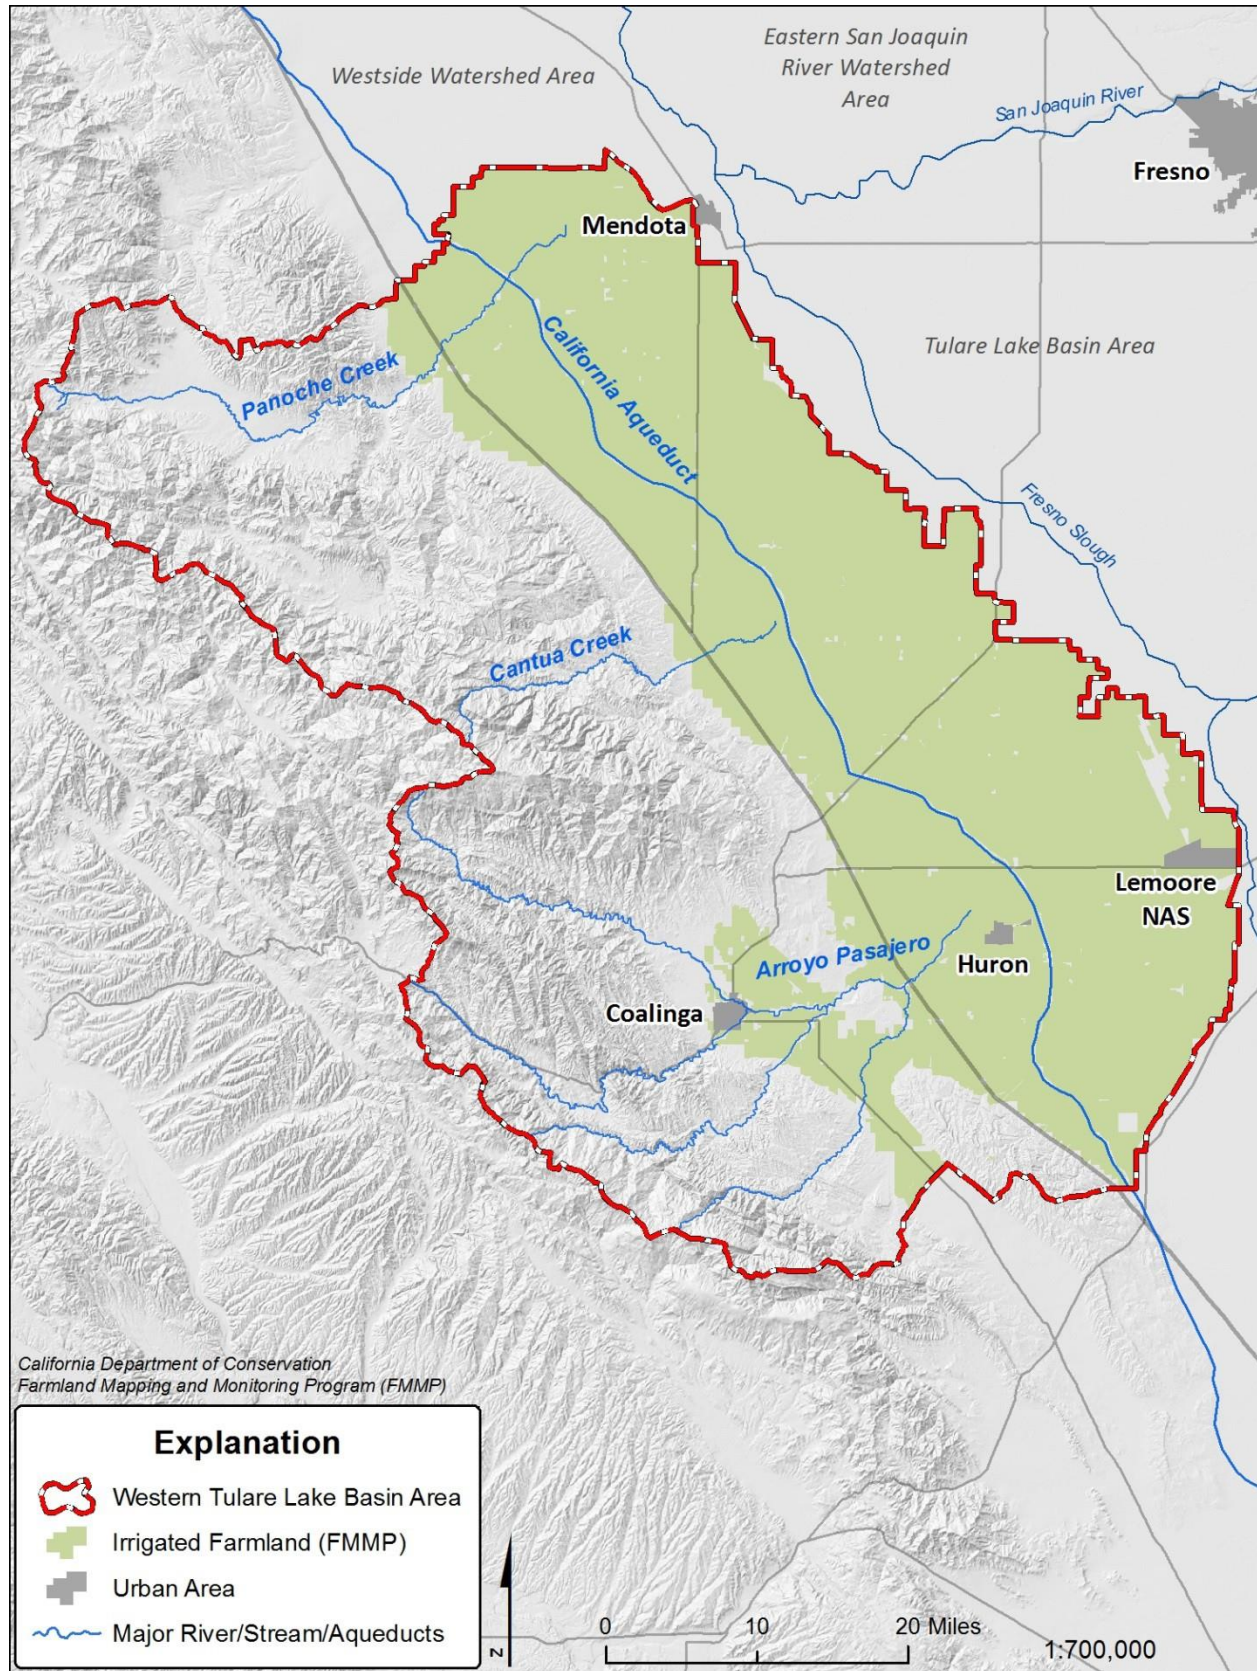 Eastern San Joaquin
River Watershed
Area
Westside Watershed Area
San Joaquin River
Fresno
Mendota
California Aqueduct
Tulare Lake Basin Area
Panoche Creek
Fresno Slough
Cantua Creek
Lemoore
NAS
Arroyo Pasajero
Huron
Coalinga
California Department of Conservation
Farmland Mapping and Monitoring Program (FMMP)
Explanation
Western Tulare Lake Basin Area
Irrigated Farmland (FMMP)
Urban Area
Major River/Stream/Aqueducts
N
0 10 20 Miles
1:700,000